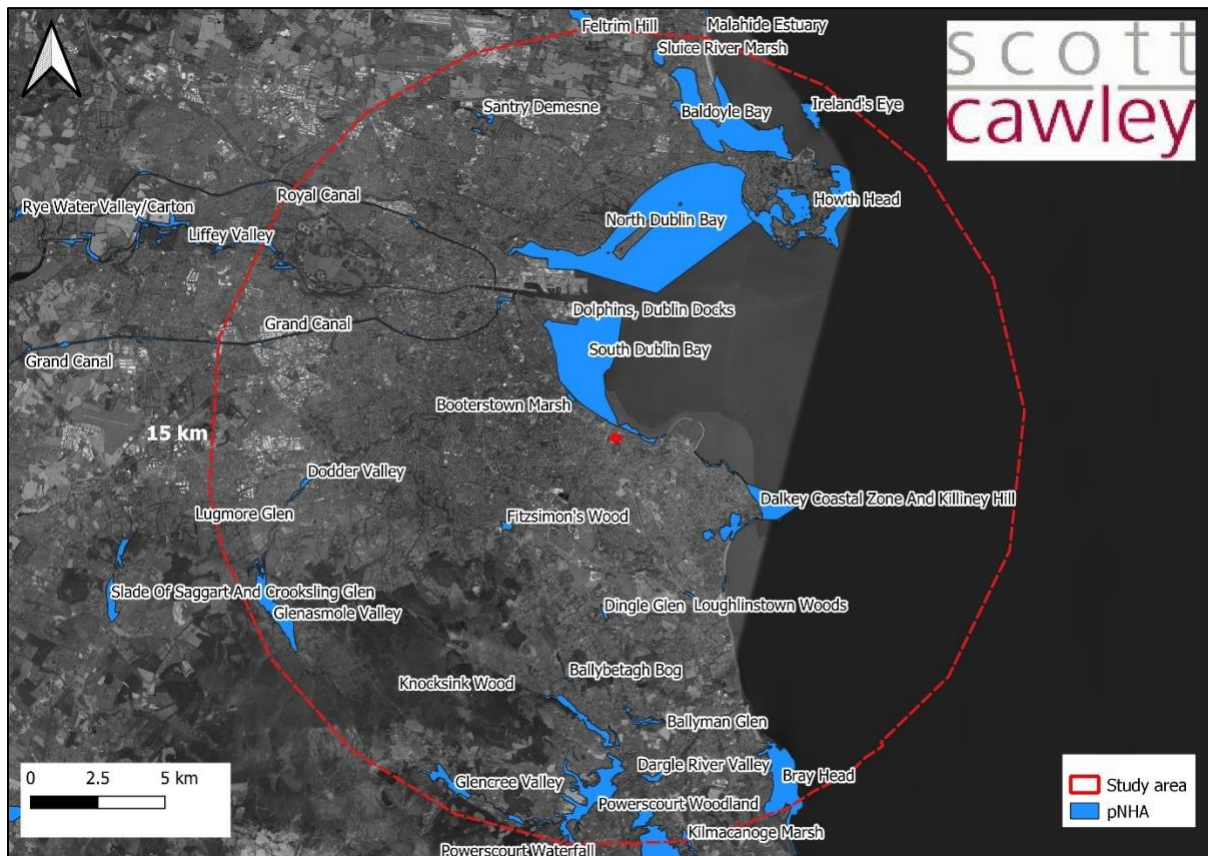 Feltrim Hill
Malahide Estuary
Sluice River Marsh
scott
cawley
Santry Demesne
Baldoyle Bay
Ireland's Eye
Royal Canal
Rye Water Valley/Carton
Howth Head
North Dublin Bay
Liffey Valley
Dolphins, Dublin Docks
Grand Canal
South Dublin Bay
Grand Canal
Booterstown Marsh
15 km
Dodder Valley
Dalkey Coastal Zone And Killiney Hill
Lugmore Glen
Fitzsimon's Wood
Slade Of Saggart And Crooksling Glen
Glenasmole Valley
Dingle Glen
Loughlinstown Woods
Ballybetagh Bog
Knocksink Wood
Ballyman Glen
Dargle River Valley
Bray Head
Glencree Valley
Powerscourt Woodland
Kilmacanoge Marsh
Powerscourt Waterfall
0 2.5 5 km
Study area
pNHA